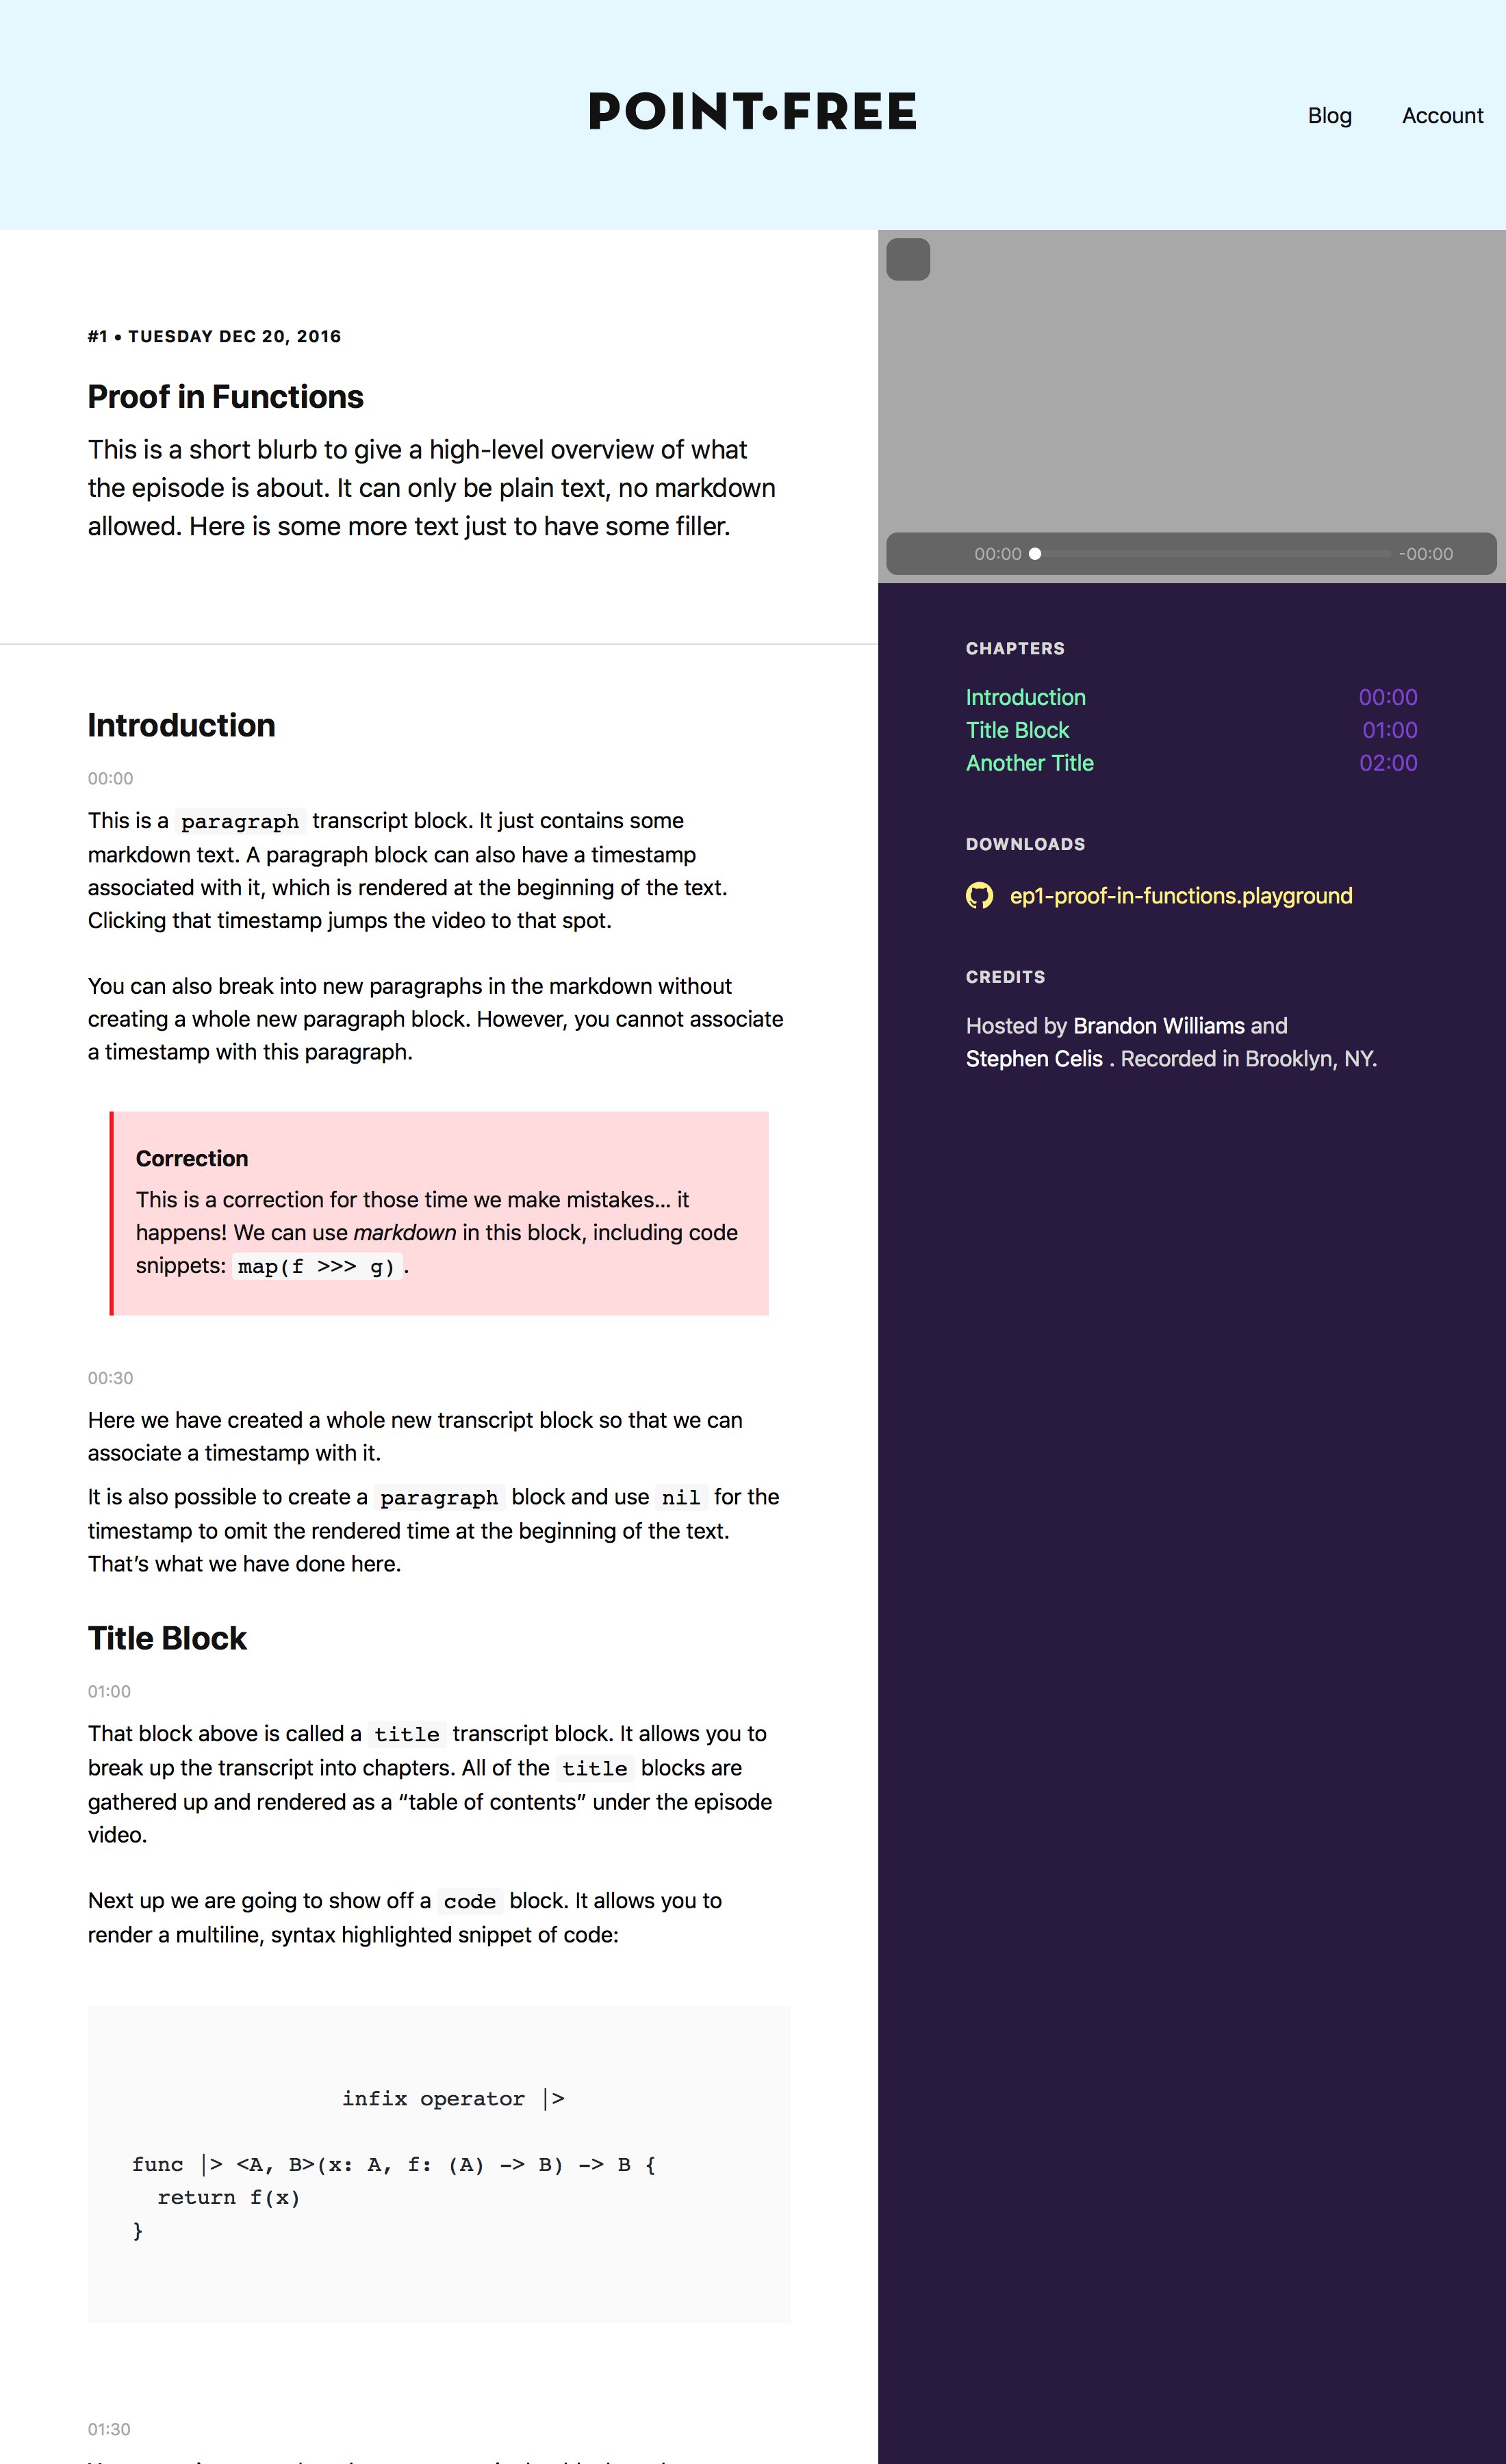 POINT•FREE
Blog
Account
#1 • TUESDAY DEC 20, 2016
Proof in Functions
This is a short blurb to give a high-level overview of what
the episode is about. It can only be plain text, no markdown
allowed. Here is some more text just to have some filler.
00:00
-00:00
Introduction
00:00
This is a paragraph transcript block. It just contains some
markdown text. A paragraph block can also have a timestamp
associated with it, which is rendered at the beginning of the text.
Clicking that timestamp jumps the video to that spot.
You can also break into new paragraphs in the markdown without
creating a whole new paragraph block. However, you cannot associate
a timestamp with this paragraph.
Correction
This is a correction for those time we make mistakes… it
happens! We can use markdown in this block, including code
snippets: map(f >>> g).
00:30
Here we have created a whole new transcript block so that we can
associate a timestamp with it.
It is also possible to create a paragraph block and use nil for the
timestamp to omit the rendered time at the beginning of the text.
That’s what we have done here.
Title Block
01:00
That block above is called a title transcript block. It allows you to
break up the transcript into chapters. All of the title blocks are
gathered up and rendered as a “table of contents” under the episode
video.
Next up we are going to show off a code block. It allows you to
render a multiline, syntax highlighted snippet of code:
infix operator |>
func |> <A, B>(x: A, f: (A) -> B) -> B {
return f(x)
}
01:30
CHAPTERS
Introduction 00:00
Title Block 01:00
Another Title 02:00
DOWNLOADS
ep1-proof-in-functions.playground
CREDITS
Hosted by Brandon Williams and
Stephen Celis . Recorded in Brooklyn, NY.